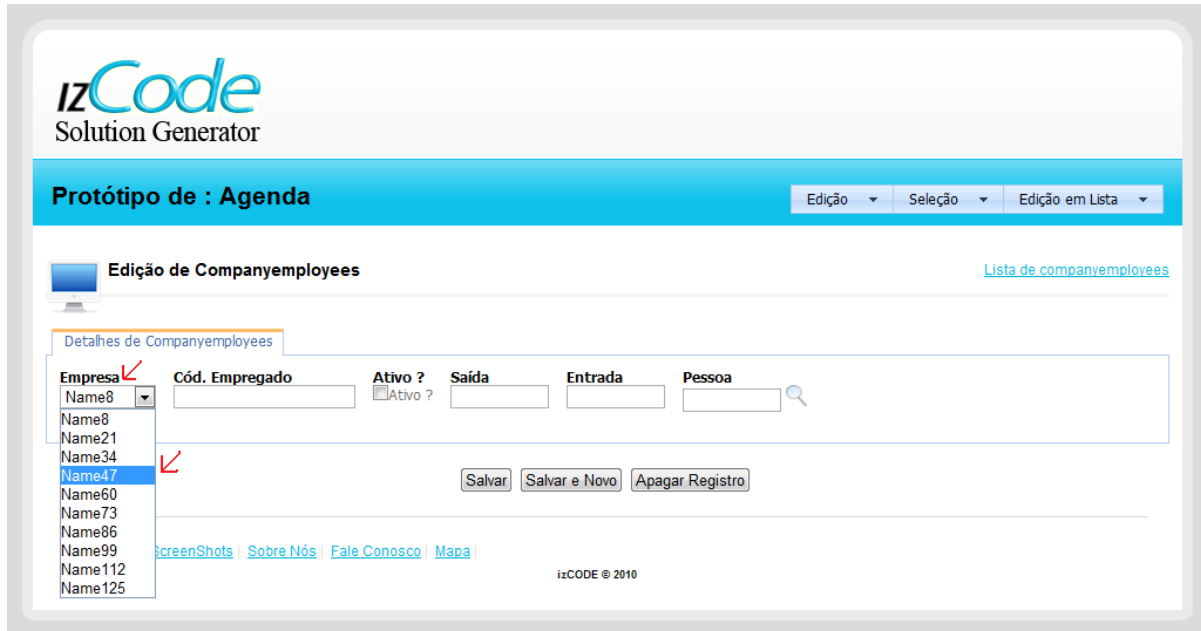 IZCode
Solution Generator
Protótipo de : Agenda
Edição Seleção Edição em Lista
Edição de Companyemployees
Lista de companyemployees
Detalhes de Companyemployees
Empresa Cód. Empregado Ativo ? Saída Entrada Pessoa
Name8 Ativo ?
Name8
Name21
Name34
Name47
Name60
Name73
Name86
Name99
Name112
Name125
Salvar Salvar e Novo Apagar Registro
ScreenShots | Sobre Nós | Fale Conosco | Mapa |
izCODE © 2010